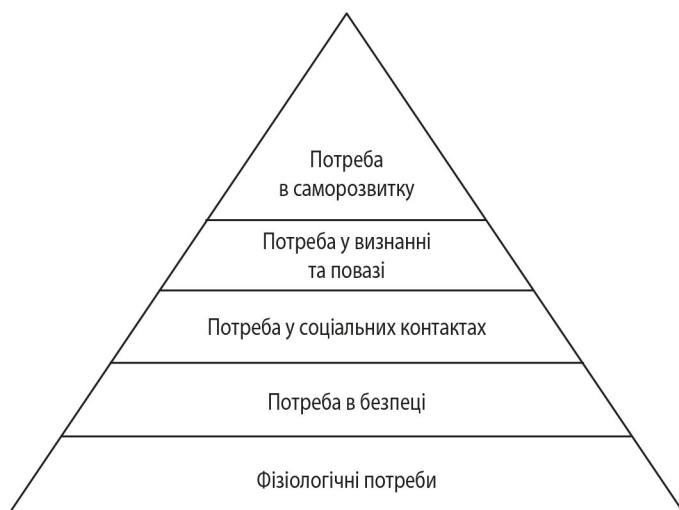 Потреба
в саморозвитку
Потреба у визнанні
та повазі
Потреба у соціальних контактах
Потреба в безпеці
Фізіологічні потреби